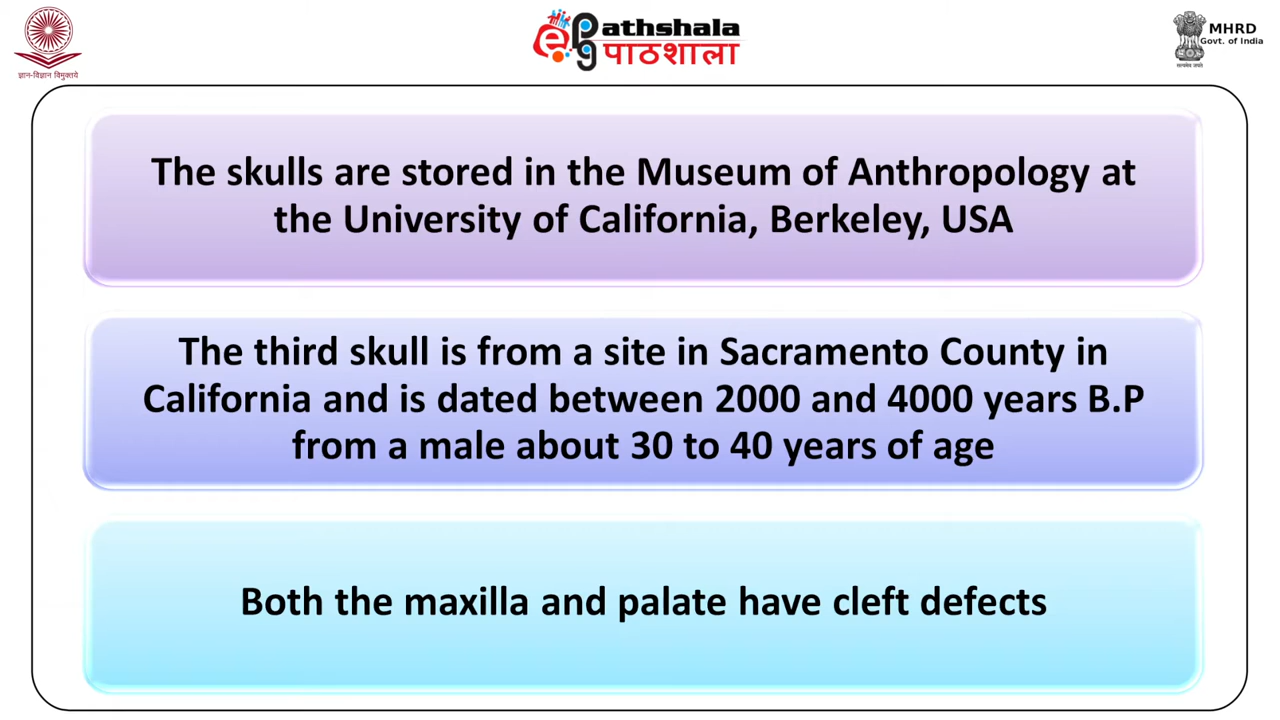 ज्ञान-विज्ञान विमुक्तये
ePathshala
पाठशाला
MHRD
Govt. of India
सत्यमेव जयते
The skulls are stored in the Museum of Anthropology at
the University of California, Berkeley, USA
The third skull is from a site in Sacramento County in
California and is dated between 2000 and 4000 years B.P
from a male about 30 to 40 years of age
Both the maxilla and palate have cleft defects